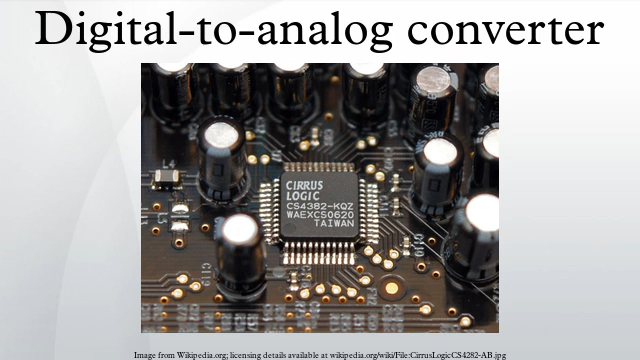 Digital-to-analog converter
CIRRUS
LOGIC
CS4382-KQZ
WAEXCS0620
TAIWAN
C119
Image from Wikipedia.org; licensing details available at wikipedia.org/wiki/File:CirrusLogicCS4282-AB.jpg